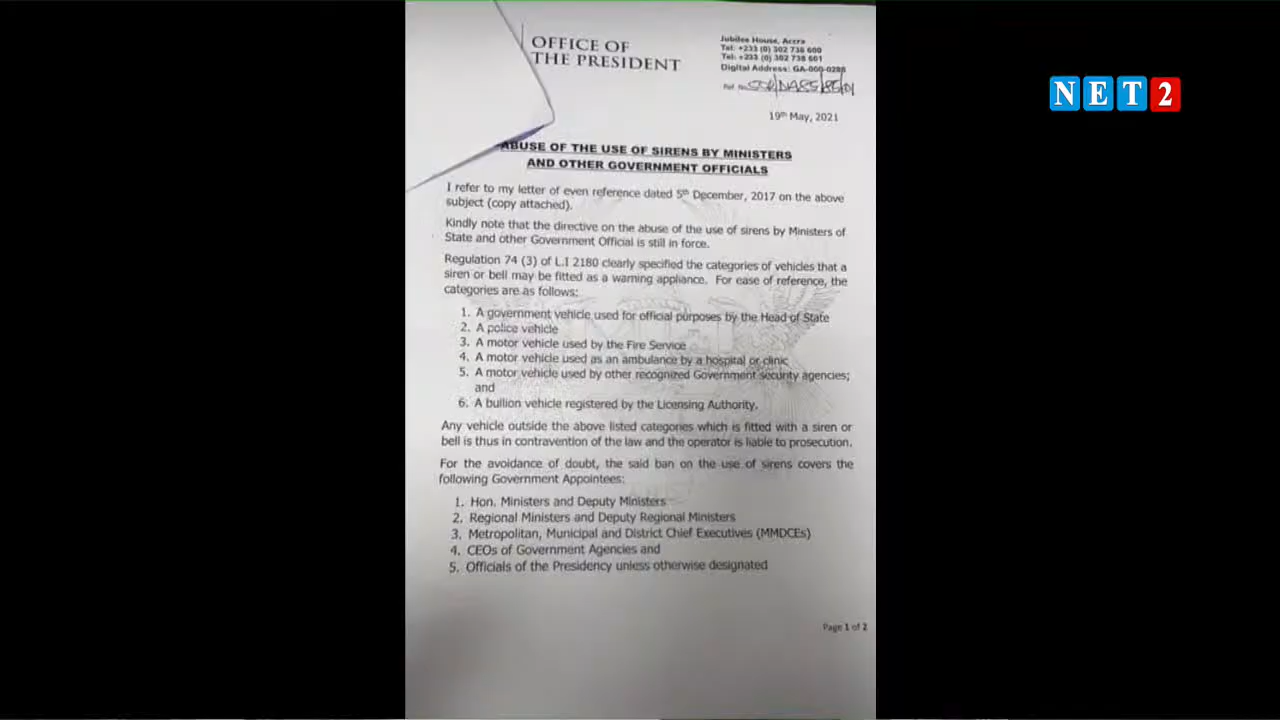 OFFICE OF
THE PRESIDENT
Jubilee House, Accra
Tel: +233 (0) 302 738 600
Tel: +233 (0) 302 738 601
Digital Address: GA-000-0288
Ref No
19th May, 2021
NET2
ABUSE OF THE USE OF SIRENS BY MINISTERS
AND OTHER GOVERNMENT OFFICIALS
I refer to my letter of even reference dated 5th December, 2017 on the above
subject (copy attached).
Kindly note that the directive on the abuse of the use of sirens by Ministers of
State and other Government Official is still in force.
Regulation 74 (3) of L.I 2180 clearly specified the categories of vehicles that a
siren or bell may be fitted as a warning appliance. For ease of reference, the
categories are as follows:
1. A government vehicle used for official purposes by the Head of State
2. A police vehicle
3. A motor vehicle used by the Fire Service
4. A motor vehicle used as an ambulance by a hospital or clinic
5. A motor vehicle used by other recognized Government security agencies;
and
6. A bullion vehicle registered by the Licensing Authority.
Any vehicle outside the above listed categories which is fitted with a siren or
bell is thus in contravention of the law and the operator is liable to prosecution.
For the avoidance of doubt, the said ban on the use of sirens covers the
following Government Appointees:
1. Hon. Ministers and Deputy Ministers
2. Regional Ministers and Deputy Regional Ministers
3. Metropolitan, Municipal and District Chief Executives (MMDCEs)
4. CEOs of Government Agencies and
5. Officials of the Presidency unless otherwise designated
Page 1 of 2